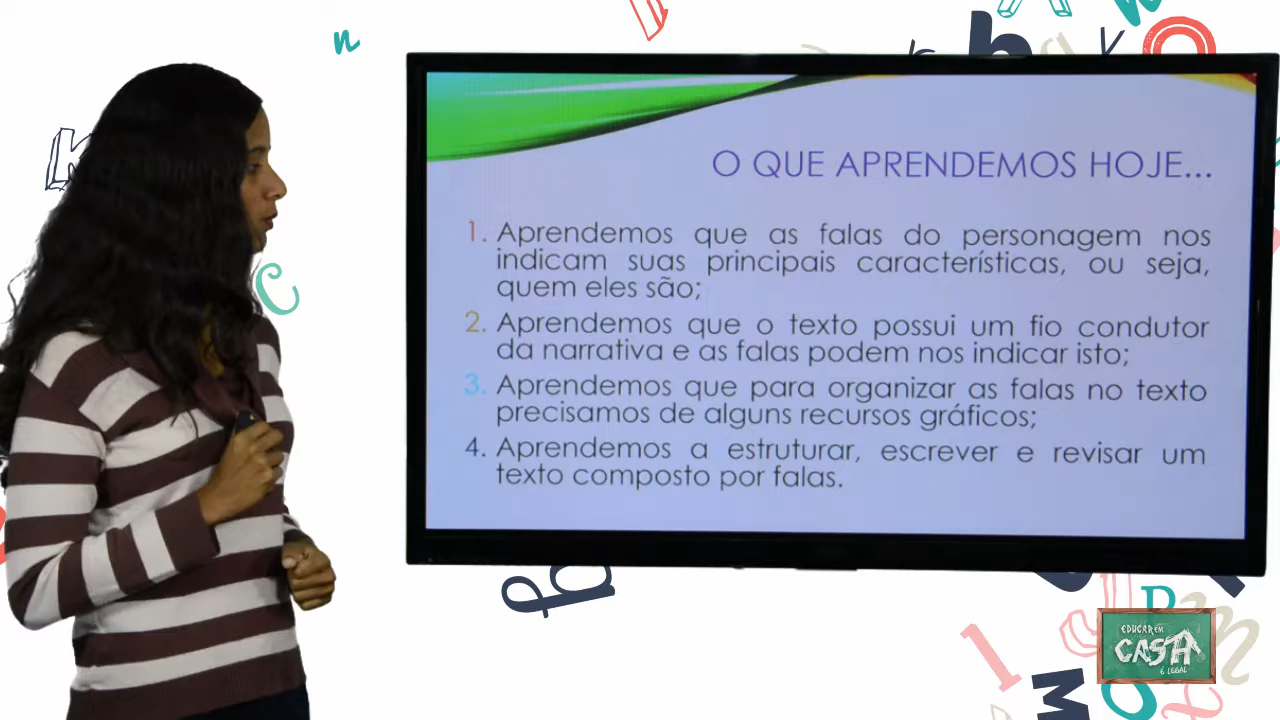 O QUE APRENDEMOS HOJE...
1. Aprendemos que as falas do personagem nos
indicam suas principais características, ou seja,
quem eles são;
2. Aprendemos que o texto possui um fio condutor
da narrativa e as falas podem nos indicar isto;
3. Aprendemos que para organizar as falas no texto
precisamos de alguns recursos gráficos;
4. Aprendemos a estruturar, escrever e revisar um
texto composto por falas.
EDUCAR EM
CASA
É LEGAL